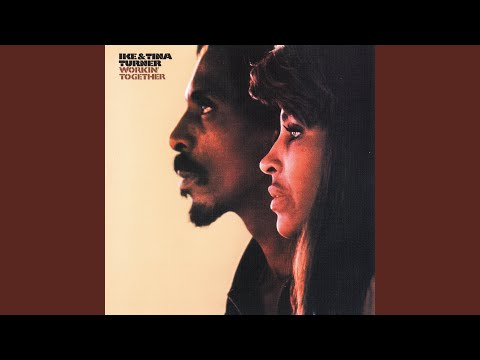 IKE & TINA
TURNER
WORKIN'
TOGETHER